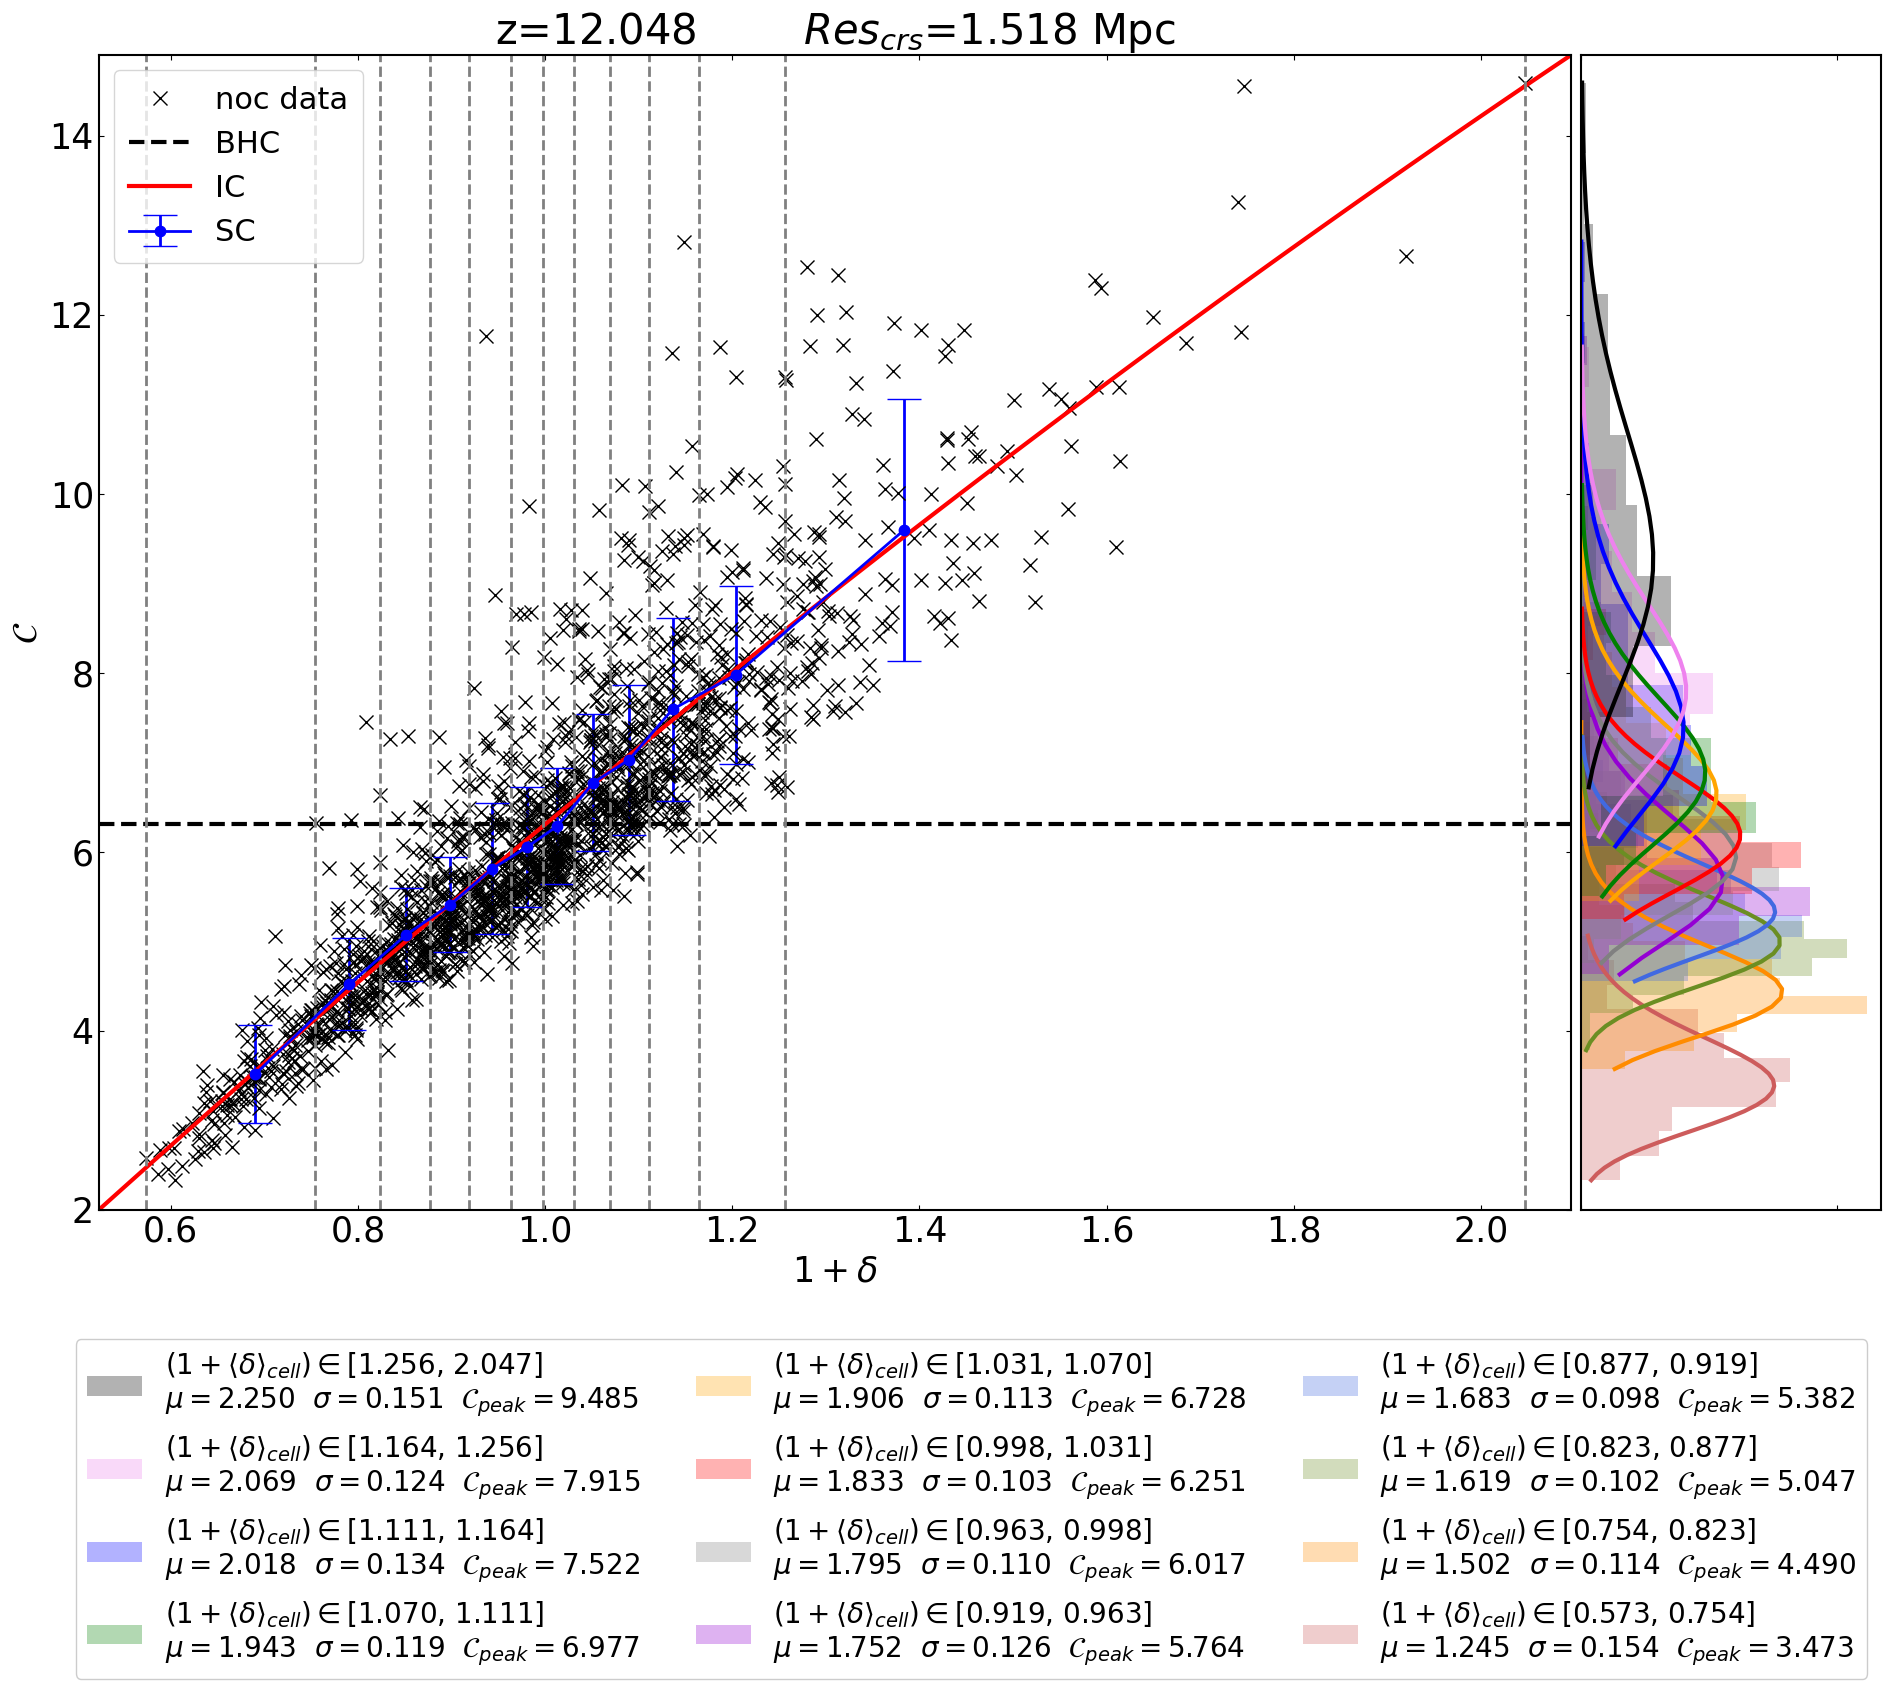 z=12.048 Res_crs=1.518 Mpc
noc data
BHC
IC
SC
14
12
10
8
6
4
2
𝒞
0.6 0.8 1.0 1.2 1.4 1.6 1.8 2.0
1 + δ
(1 + ⟨δ⟩_cell) ∈ [1.256, 2.047]
μ = 2.250 σ = 0.151 𝒞_peak = 9.485
(1 + ⟨δ⟩_cell) ∈ [1.164, 1.256]
μ = 2.069 σ = 0.124 𝒞_peak = 7.915
(1 + ⟨δ⟩_cell) ∈ [1.111, 1.164]
μ = 2.018 σ = 0.134 𝒞_peak = 7.522
(1 + ⟨δ⟩_cell) ∈ [1.070, 1.111]
μ = 1.943 σ = 0.119 𝒞_peak = 6.977
(1 + ⟨δ⟩_cell) ∈ [1.031, 1.070]
μ = 1.906 σ = 0.113 𝒞_peak = 6.728
(1 + ⟨δ⟩_cell) ∈ [0.998, 1.031]
μ = 1.833 σ = 0.103 𝒞_peak = 6.251
(1 + ⟨δ⟩_cell) ∈ [0.963, 0.998]
μ = 1.795 σ = 0.110 𝒞_peak = 6.017
(1 + ⟨δ⟩_cell) ∈ [0.919, 0.963]
μ = 1.752 σ = 0.126 𝒞_peak = 5.764
(1 + ⟨δ⟩_cell) ∈ [0.877, 0.919]
μ = 1.683 σ = 0.098 𝒞_peak = 5.382
(1 + ⟨δ⟩_cell) ∈ [0.823, 0.877]
μ = 1.619 σ = 0.102 𝒞_peak = 5.047
(1 + ⟨δ⟩_cell) ∈ [0.754, 0.823]
μ = 1.502 σ = 0.114 𝒞_peak = 4.490
(1 + ⟨δ⟩_cell) ∈ [0.573, 0.754]
μ = 1.245 σ = 0.154 𝒞_peak = 3.473